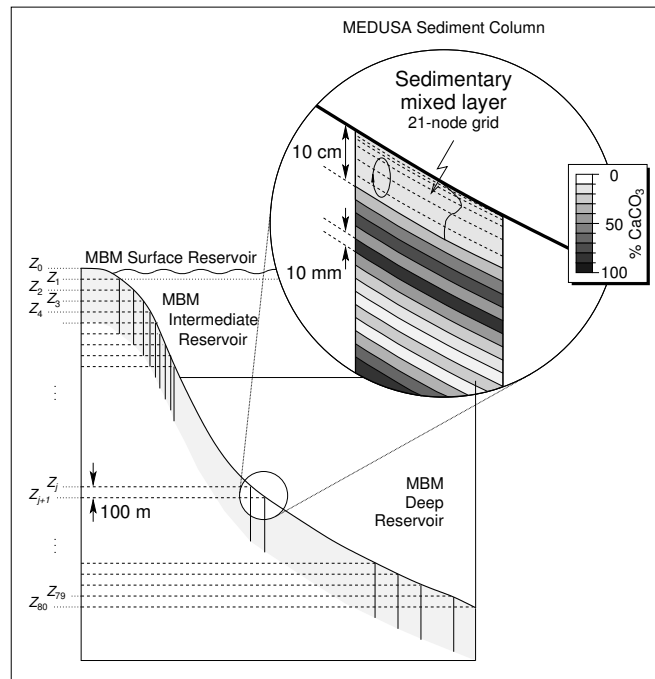 MEDUSA Sediment Column
Sedimentary
mixed layer
21-node grid
10 cm
10 mm
0
50
100
% CaCO₃
MBM Surface Reservoir
Z₀
Z₁
Z₂
Z₃
Z₄
MBM
Intermediate
Reservoir
Zⱼ
Zⱼ₊₁
100 m
MBM
Deep
Reservoir
Z₇₉
Z₈₀